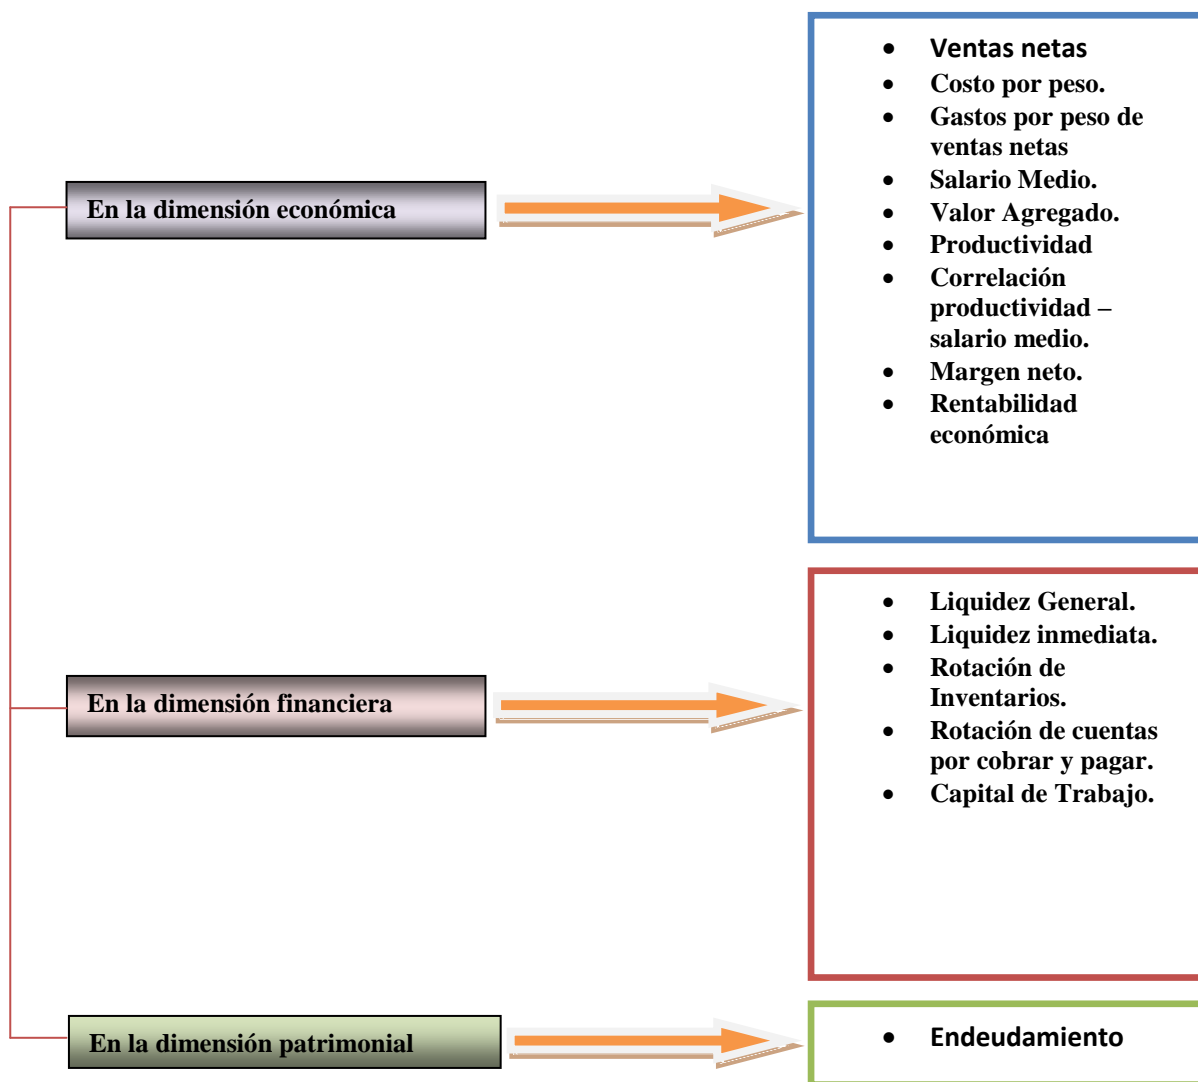 En la dimensión económica
• Ventas netas
• Costo por peso.
• Gastos por peso de
ventas netas
• Salario Medio.
• Valor Agregado.
• Productividad
• Correlación
productividad –
salario medio.
• Margen neto.
• Rentabilidad
económica
En la dimensión financiera
• Liquidez General.
• Liquidez inmediata.
• Rotación de
Inventarios.
• Rotación de cuentas
por cobrar y pagar.
• Capital de Trabajo.
En la dimensión patrimonial
• Endeudamiento